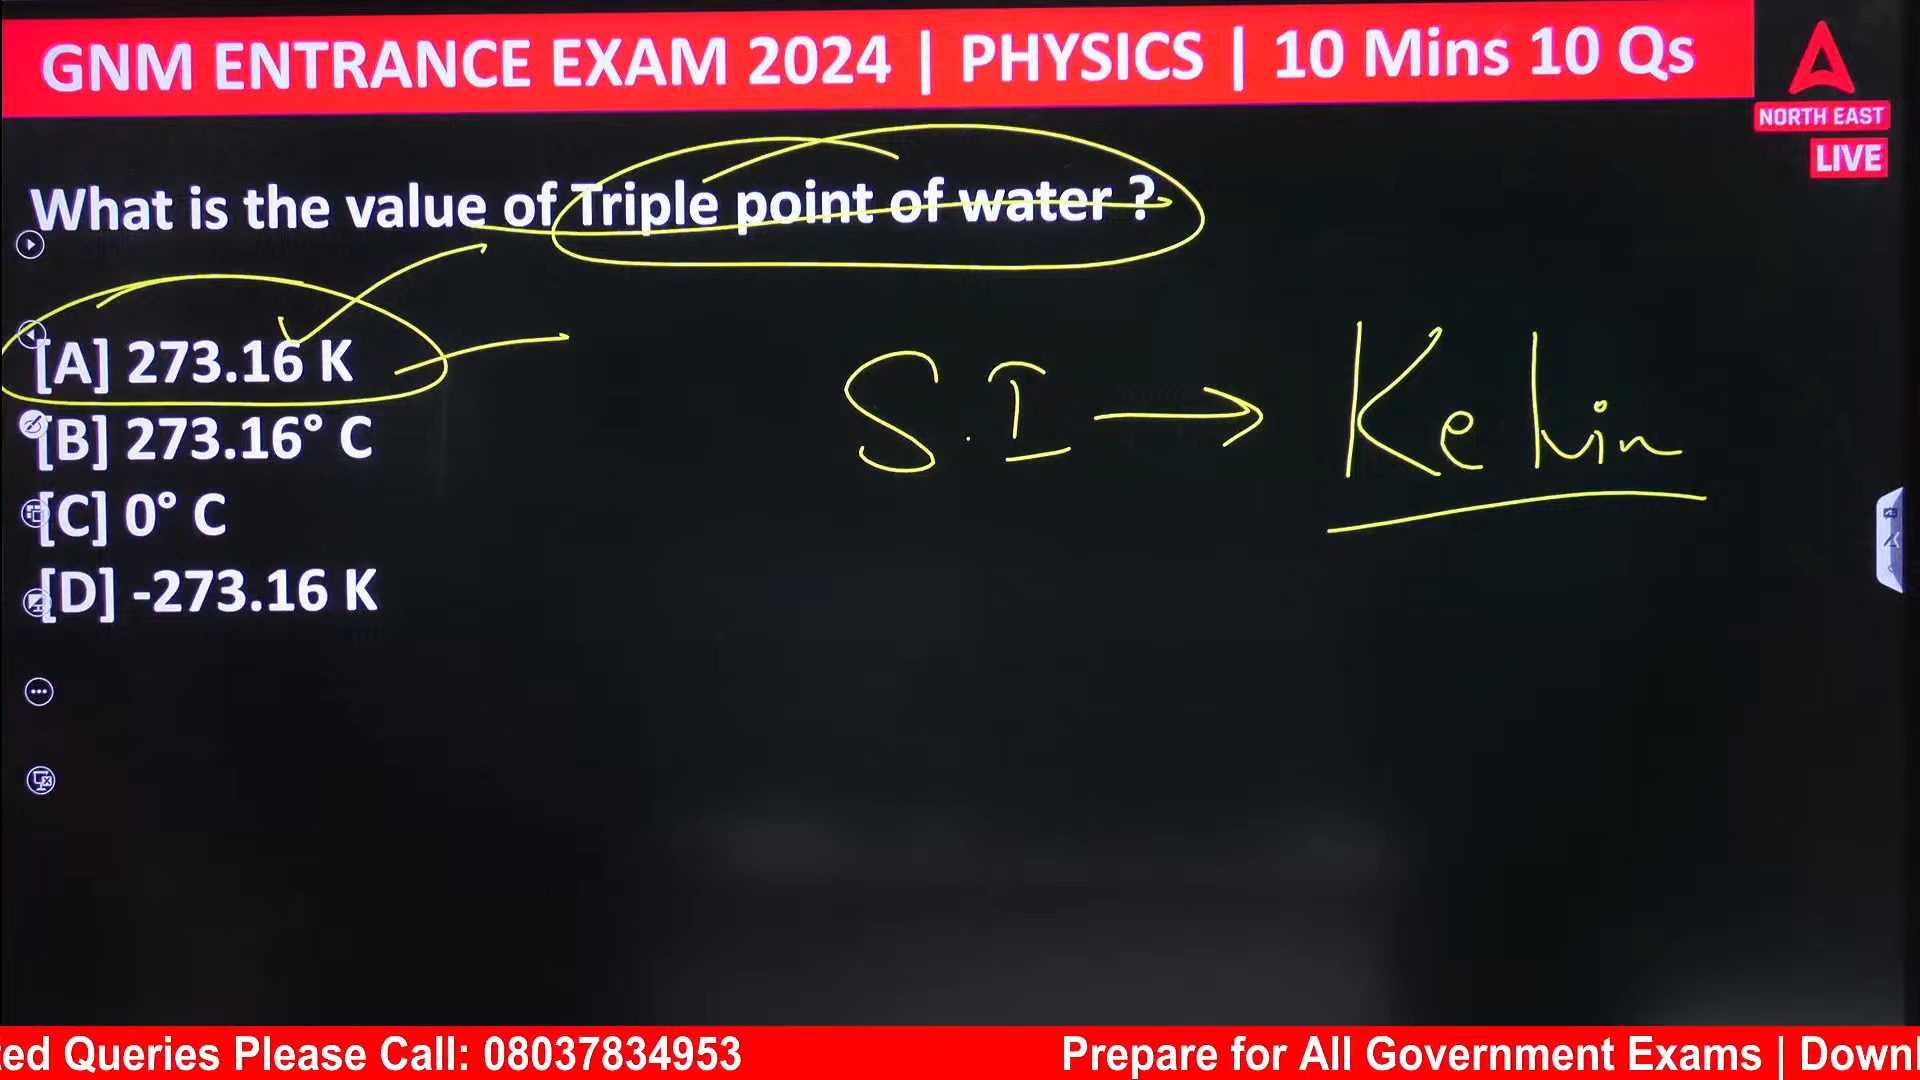 GNM ENTRANCE EXAM 2024 | PHYSICS | 10 Mins 10 Qs
NORTH EAST
LIVE
What is the value of Triple point of water ?
[A] 273.16 K
[B] 273.16° C
[C] 0° C
[D] -273.16 K
S.I → Kelvin
ted Queries Please Call: 08037834953 Prepare for All Government Exams | Downl